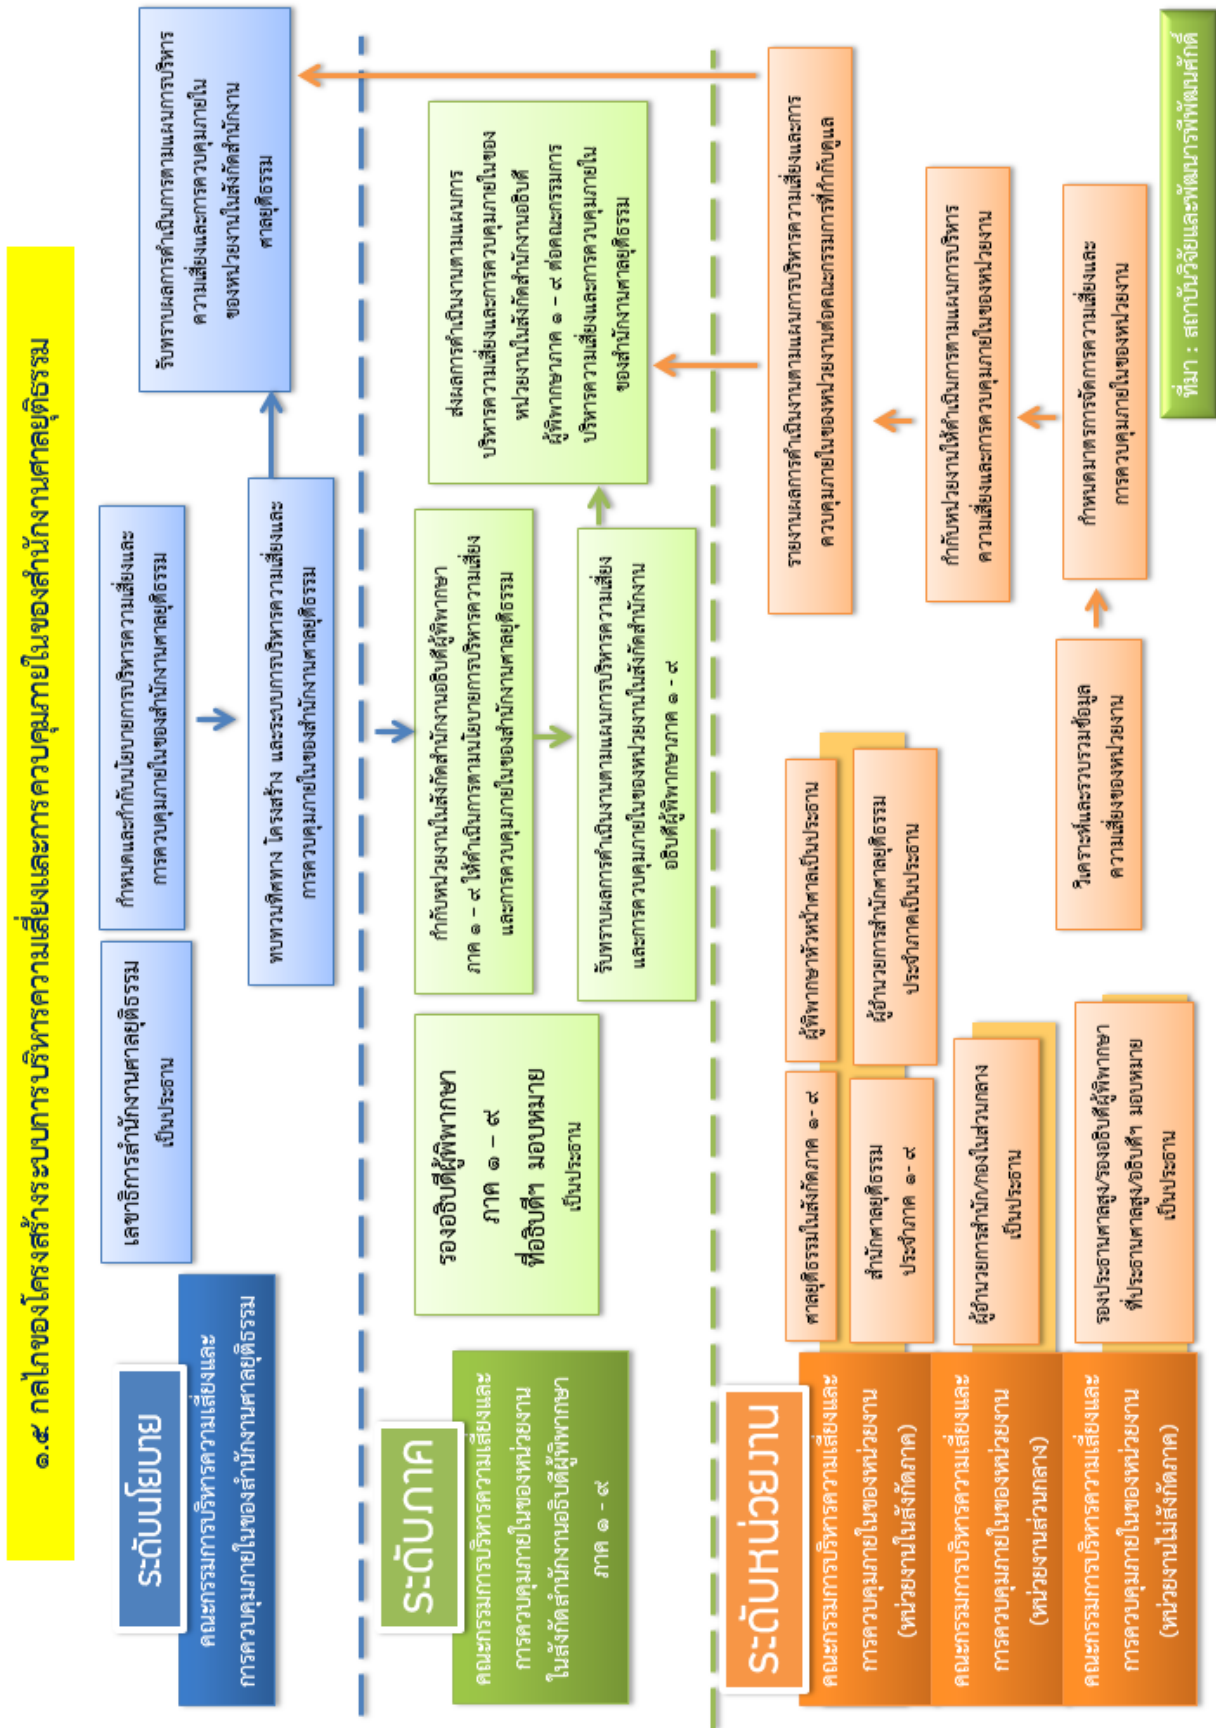 ๑.๕ กลไกของโครงสร้างระบบการบริหารความเสี่ยงและการควบคุมภายในของสำนักงานศาลยุติธรรม
ระดับนโยบาย
คณะกรรมการบริหารความเสี่ยงและ
การควบคุมภายในของสำนักงานศาลยุติธรรม
เลขาธิการสำนักงานศาลยุติธรรม
เป็นประธาน
กำหนดและกำกับนโยบายการบริหารความเสี่ยงและ
การควบคุมภายในของสำนักงานศาลยุติธรรม
ทบทวนทิศทาง โครงสร้าง และระบบการบริหารความเสี่ยงและ
การควบคุมภายในของสำนักงานศาลยุติธรรม
รับทราบผลการดำเนินการตามแผนการบริหาร
ความเสี่ยงและการควบคุมภายใน
ของหน่วยงานในสังกัดสำนักงาน
ศาลยุติธรรม
ระดับภาค
คณะกรรมการบริหารความเสี่ยงและ
การควบคุมภายในของหน่วยงาน
ในสังกัดสำนักงานอธิบดีผู้พิพากษา
ภาค ๑ - ๙
รองอธิบดีผู้พิพากษา
ภาค ๑ – ๙
ที่อธิบดีฯ มอบหมาย
เป็นประธาน
กำกับหน่วยงานในสังกัดสำนักงานอธิบดีผู้พิพากษา
ภาค ๑ – ๙ ให้ดำเนินการตามนโยบายการบริหารความเสี่ยง
และการควบคุมภายในของสำนักงานศาลยุติธรรม
รับทราบผลการดำเนินงานตามแผนการบริหารความเสี่ยง
และการควบคุมภายในของหน่วยงานในสังกัดสำนักงาน
อธิบดีผู้พิพากษาภาค ๑ - ๙
ส่งผลการดำเนินงานตามแผนการ
บริหารความเสี่ยงและการควบคุมภายในของ
หน่วยงานในสังกัดสำนักงานอธิบดี
ผู้พิพากษาภาค ๑ – ๙ ต่อคณะกรรมการ
บริหารความเสี่ยงและการควบคุมภายใน
ของสำนักงานศาลยุติธรรม
ระดับหน่วยงาน
คณะกรรมการบริหารความเสี่ยงและ
การควบคุมภายในของหน่วยงาน
(หน่วยงานในสังกัดภาค)
คณะกรรมการบริหารความเสี่ยงและ
การควบคุมภายในของหน่วยงาน
(หน่วยงานส่วนกลาง)
คณะกรรมการบริหารความเสี่ยงและ
การควบคุมภายในของหน่วยงาน
(หน่วยงานไม่สังกัดภาค)
ศาลยุติธรรมในสังกัดภาค ๑- ๙
ผู้พิพากษาหัวหน้าศาลเป็นประธาน
สำนักศาลยุติธรรม
ประจำภาค ๑- ๙
ผู้อำนวยการสำนักศาลยุติธรรม
ประจำภาคเป็นประธาน
ผู้อำนวยการสำนัก/กองในส่วนกลาง
เป็นประธาน
รองประธานศาลสูง/รองอธิบดีผู้พิพากษา
ที่ประธานศาลสูง/อธิบดีฯ มอบหมาย
เป็นประธาน
วิเคราะห์และรวบรวมข้อมูล
ความเสี่ยงของหน่วยงาน
กำหนดมาตรการจัดการความเสี่ยงและ
การควบคุมภายในของหน่วยงาน
กำกับหน่วยงานให้ดำเนินการตามแผนการบริหาร
ความเสี่ยงและการควบคุมภายในของหน่วยงาน
รายงานผลการดำเนินงานตามแผนการบริหารความเสี่ยงและการ
ควบคุมภายในของหน่วยงานต่อคณะกรรมการที่กำกับดูแล
ที่มา : สถาบันวิจัยและพัฒนารพีพัฒนศักดิ์